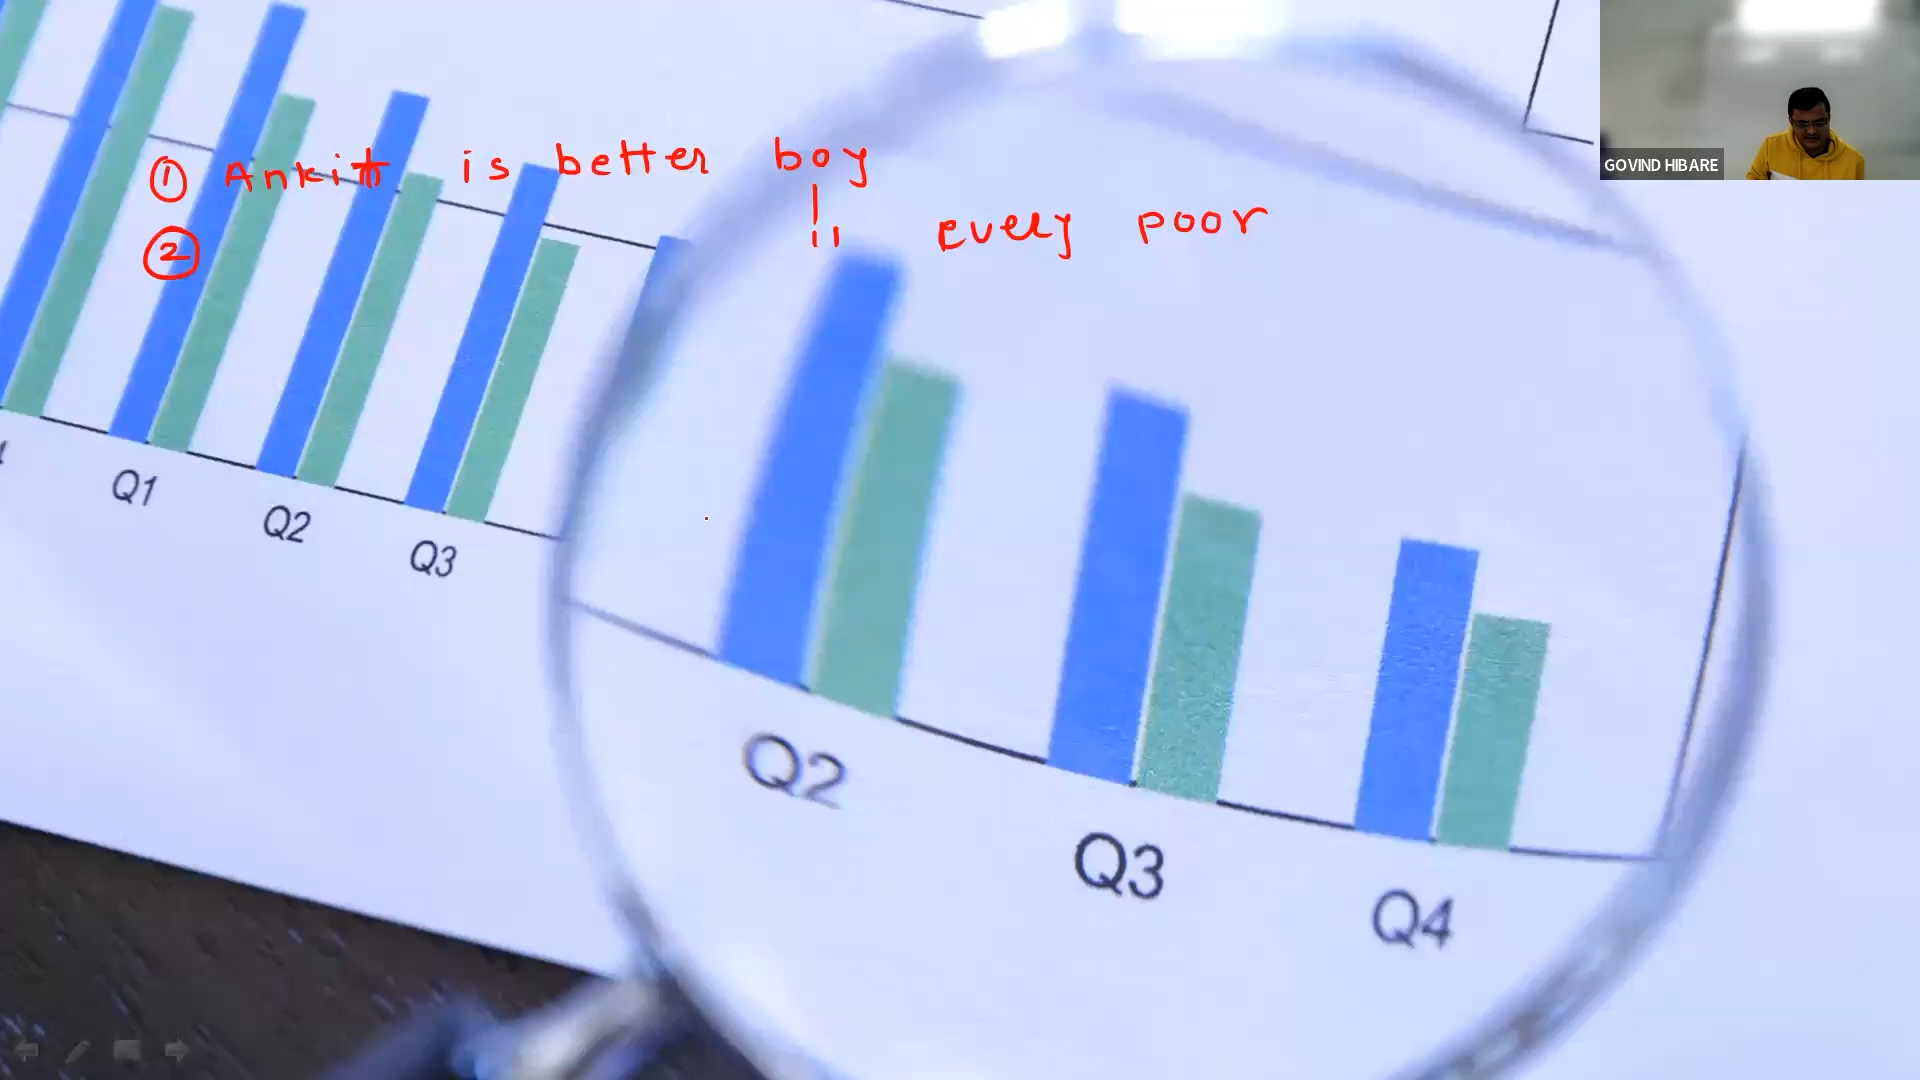 GOVIND HIBARE
① Ankit is better boy
② " every poor
Q1
Q2
Q3
Q2
Q3
Q4